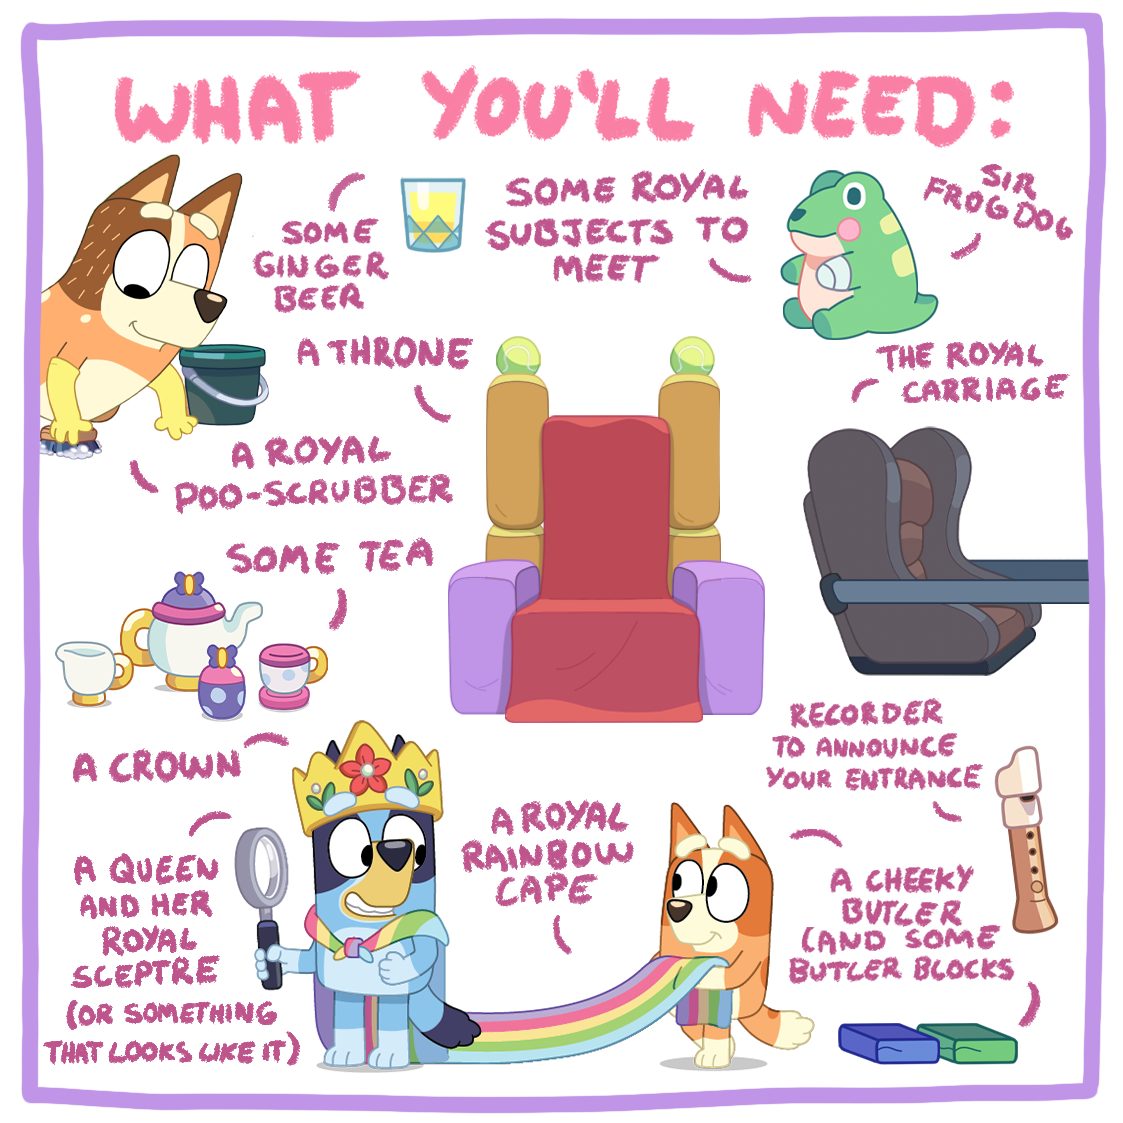 WHAT YOU'LL NEED:
SOME
GINGER
BEER
SOME ROYAL
SUBJECTS TO
MEET
SIR
FROGDOG
A THRONE
THE ROYAL
CARRIAGE
A ROYAL
POO-SCRUBBER
SOME TEA
RECORDER
TO ANNOUNCE
YOUR ENTRANCE
A CROWN
A ROYAL
RAINBOW
CAPE
A QUEEN
AND HER
ROYAL
SCEPTRE
(OR SOMETHING
THAT LOOKS LIKE IT)
A CHEEKY
BUTLER
(AND SOME
BUTLER BLOCKS